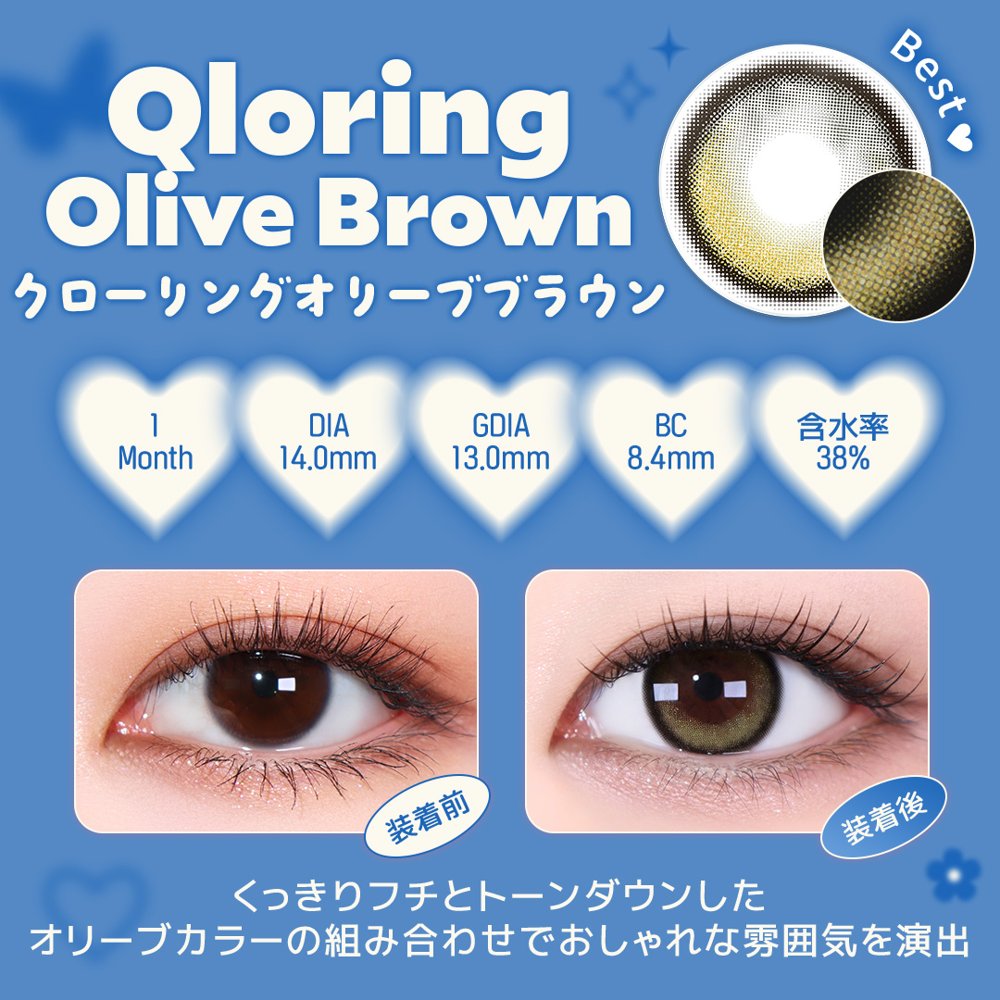 Qloring
Best♥
Olive Brown
クローリングオリーブブラウン
1
Month
DIA
14.0mm
GDIA
13.0mm
BC
8.4mm
含水率
38%
装着前
装着後
くっきりフチとトーンダウンした
オリーブカラーの組み合わせでおしゃれな雰囲気を演出